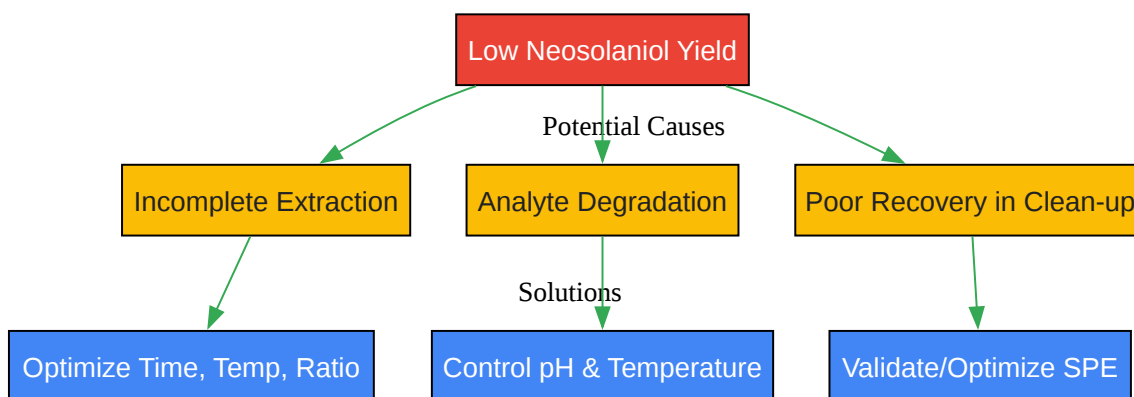 Low Neosolaniol Yield
Potential Causes
Incomplete Extraction
Analyte Degradation
Poor Recovery in Clean-up
Solutions
Optimize Time, Temp, Ratio
Control pH & Temperature
Validate/Optimize SPE